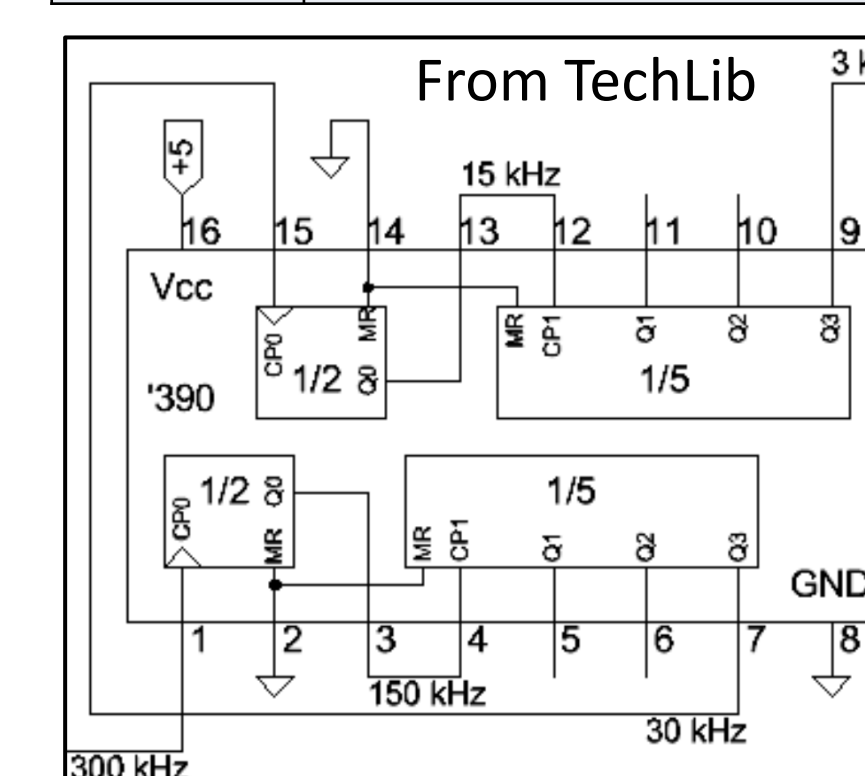 From TechLib
3 k
+5
15 kHz
16 15 14 13 12 11 10 9
Vcc
CP0 MR MR CP1 Q1 Q2 Q3
1/2 Q0 1/5
'390
1/2 Q0 1/5
CP0 MR MR CP1 Q1 Q2 Q3
GND
1 2 3 4 5 6 7 8
150 kHz
30 kHz
300 kHz